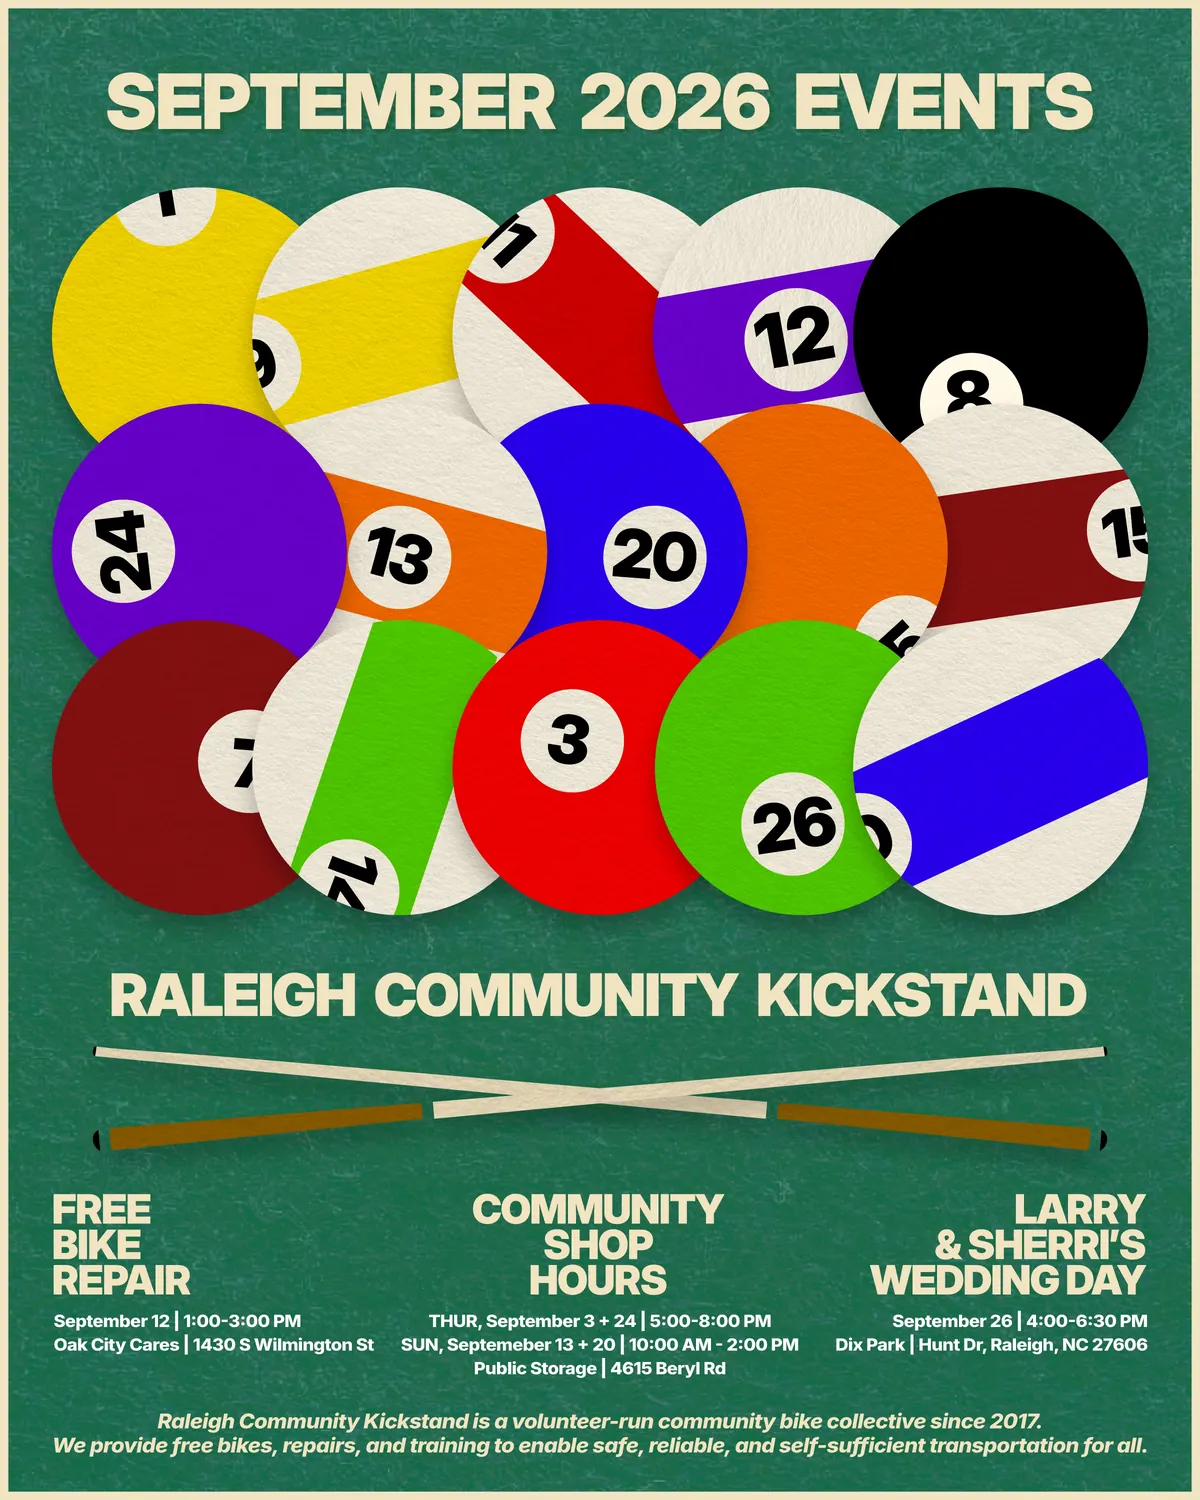 SEPTEMBER 2026 EVENTS
9
11
12
8
24
13
20
15
7
14
3
26
RALEIGH COMMUNITY KICKSTAND
FREE
BIKE
REPAIR
September 12 | 1:00-3:00 PM
Oak City Cares | 1430 S Wilmington St
COMMUNITY
SHOP
HOURS
THUR, September 3 + 24 | 5:00-8:00 PM
SUN, Septemeber 13 + 20 | 10:00 AM - 2:00 PM
Public Storage | 4615 Beryl Rd
LARRY
& SHERRI'S
WEDDING DAY
September 26 | 4:00-6:30 PM
Dix Park | Hunt Dr, Raleigh, NC 27606
Raleigh Community Kickstand is a volunteer-run community bike collective since 2017.
We provide free bikes, repairs, and training to enable safe, reliable, and self-sufficient transportation for all.